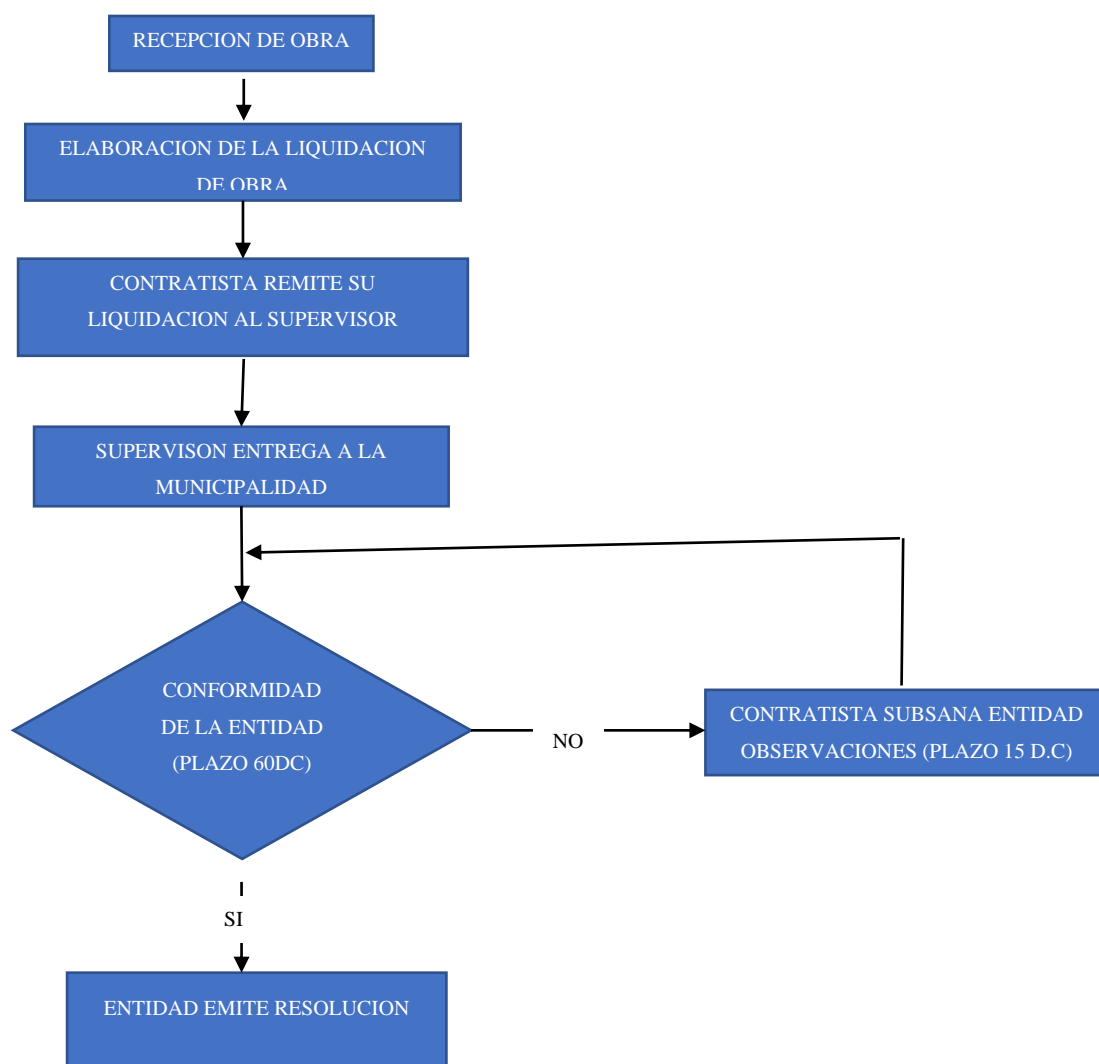 RECEPCION DE OBRA
ELABORACION DE LA LIQUIDACION
DE OBRA
CONTRATISTA REMITE SU
LIQUIDACION AL SUPERVISOR
SUPERVISON ENTREGA A LA
MUNICIPALIDAD
CONFORMIDAD
DE LA ENTIDAD
(PLAZO 60DC)
NO
CONTRATISTA SUBSANA ENTIDAD
OBSERVACIONES (PLAZO 15 D.C)
SI
ENTIDAD EMITE RESOLUCION